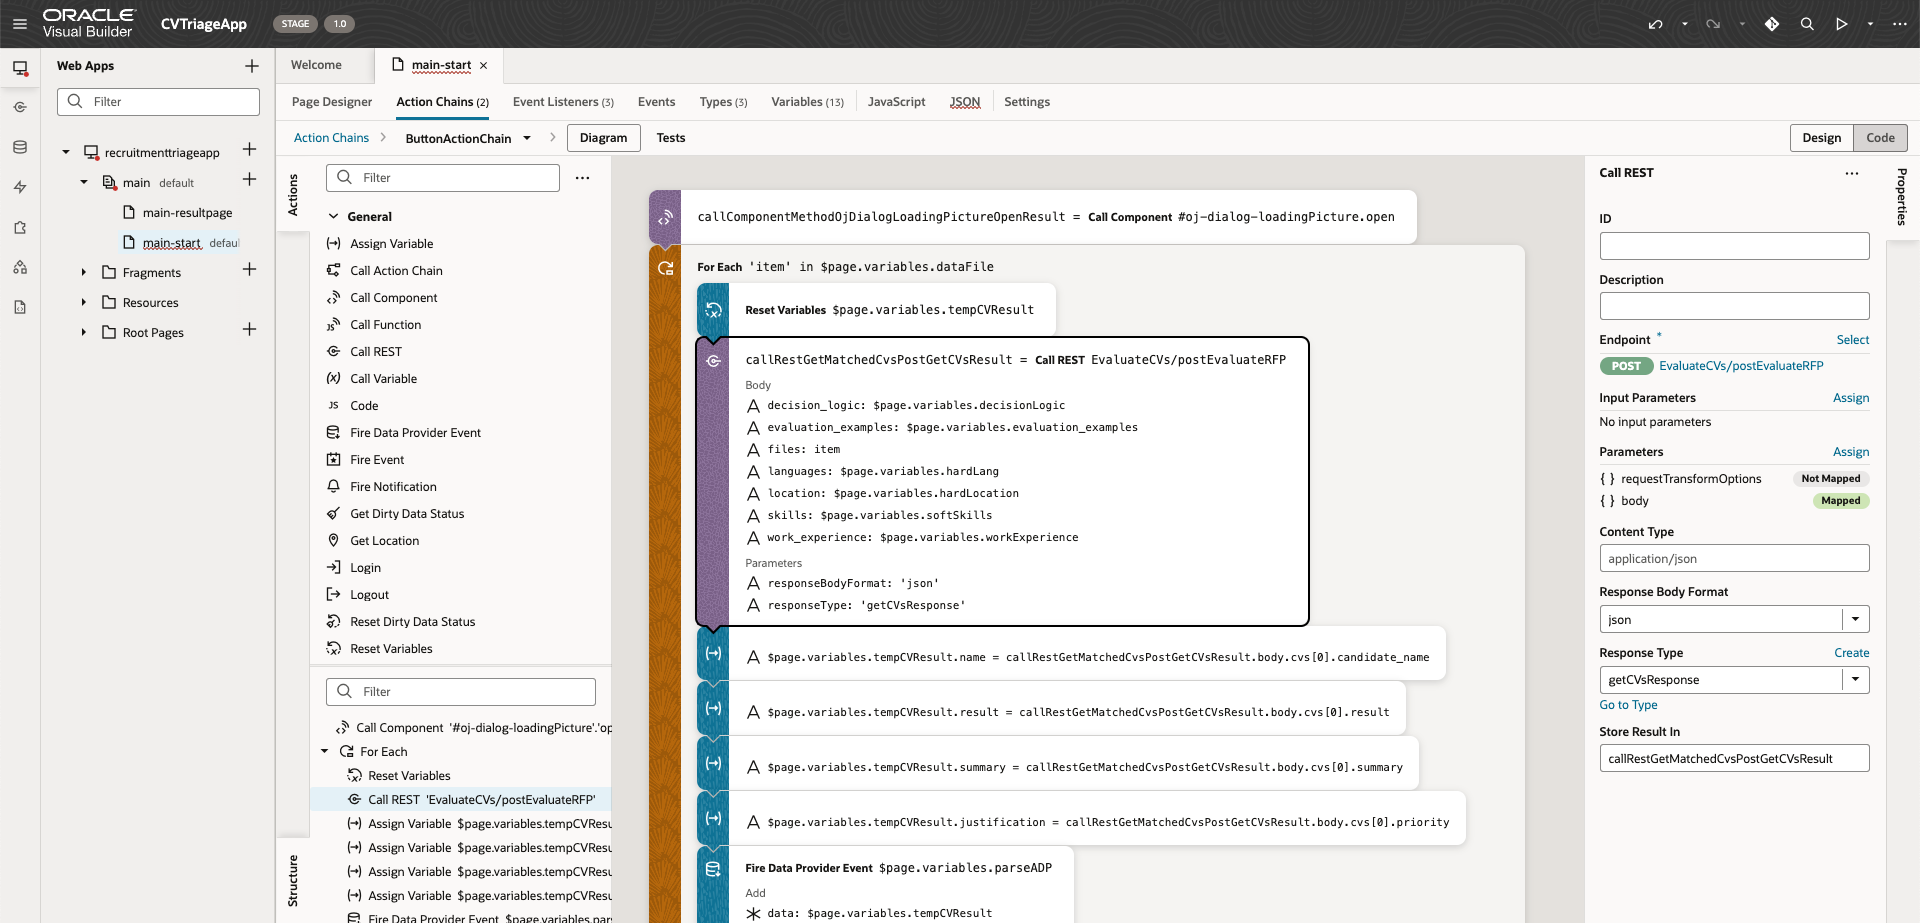 ORACLE
Visual Builder
CVTriageApp
STAGE
1.0
Web Apps
Filter
recruitmenttriageapp
main default
main-resultpage
main-start defaul
Fragments
Resources
Root Pages
Welcome
main-start
Page Designer
Action Chains (2)
Event Listeners (3)
Events
Types (3)
Variables (13)
JavaScript
JSON
Settings
Action Chains
ButtonActionChain
Diagram
Tests
Design
Code
Actions
Filter
General
Assign Variable
Call Action Chain
Call Component
Call Function
Call REST
Call Variable
JS Code
Fire Data Provider Event
Fire Event
Fire Notification
Get Dirty Data Status
Get Location
Login
Logout
Reset Dirty Data Status
Reset Variables
Structure
Filter
Call Component '#oj-dialog-loadingPicture'.'op
For Each
Reset Variables
Call REST 'EvaluateCVs/postEvaluateRFP'
Assign Variable $page.variables.tempCVResu
Assign Variable $page.variables.tempCVResu
Assign Variable $page.variables.tempCVResu
Assign Variable $page.variables.tempCVResu
Fire Data Provider Event $page.variables.pars
callComponentMethodOjDialogLoadingPictureOpenResult = Call Component #oj-dialog-loadingPicture.open
For Each 'item' in $page.variables.dataFile
Reset Variables $page.variables.tempCVResult
callRestGetMatchedCvsPostGetCVsResult = Call REST EvaluateCVs/postEvaluateRFP
Body
A decision_logic: $page.variables.decisionLogic
A evaluation_examples: $page.variables.evaluation_examples
A files: item
A languages: $page.variables.hardLang
A location: $page.variables.hardLocation
A skills: $page.variables.softSkills
A work_experience: $page.variables.workExperience
Parameters
A responseBodyFormat: 'json'
A responseType: 'getCVsResponse'
A $page.variables.tempCVResult.name = callRestGetMatchedCvsPostGetCVsResult.body.cvs[0].candidate_name
A $page.variables.tempCVResult.result = callRestGetMatchedCvsPostGetCVsResult.body.cvs[0].result
A $page.variables.tempCVResult.summary = callRestGetMatchedCvsPostGetCVsResult.body.cvs[0].summary
A $page.variables.tempCVResult.justification = callRestGetMatchedCvsPostGetCVsResult.body.cvs[0].priority
Fire Data Provider Event $page.variables.parseADP
Add
data: $page.variables.tempCVResult
Properties
Call REST
ID
Description
Endpoint *
Select
POST EvaluateCVs/postEvaluateRFP
Input Parameters
Assign
No input parameters
Parameters
Assign
{ } requestTransformOptions Not Mapped
{ } body Mapped
Content Type
application/json
Response Body Format
json
Response Type
Create
getCVsResponse
Go to Type
Store Result In
callRestGetMatchedCvsPostGetCVsResult